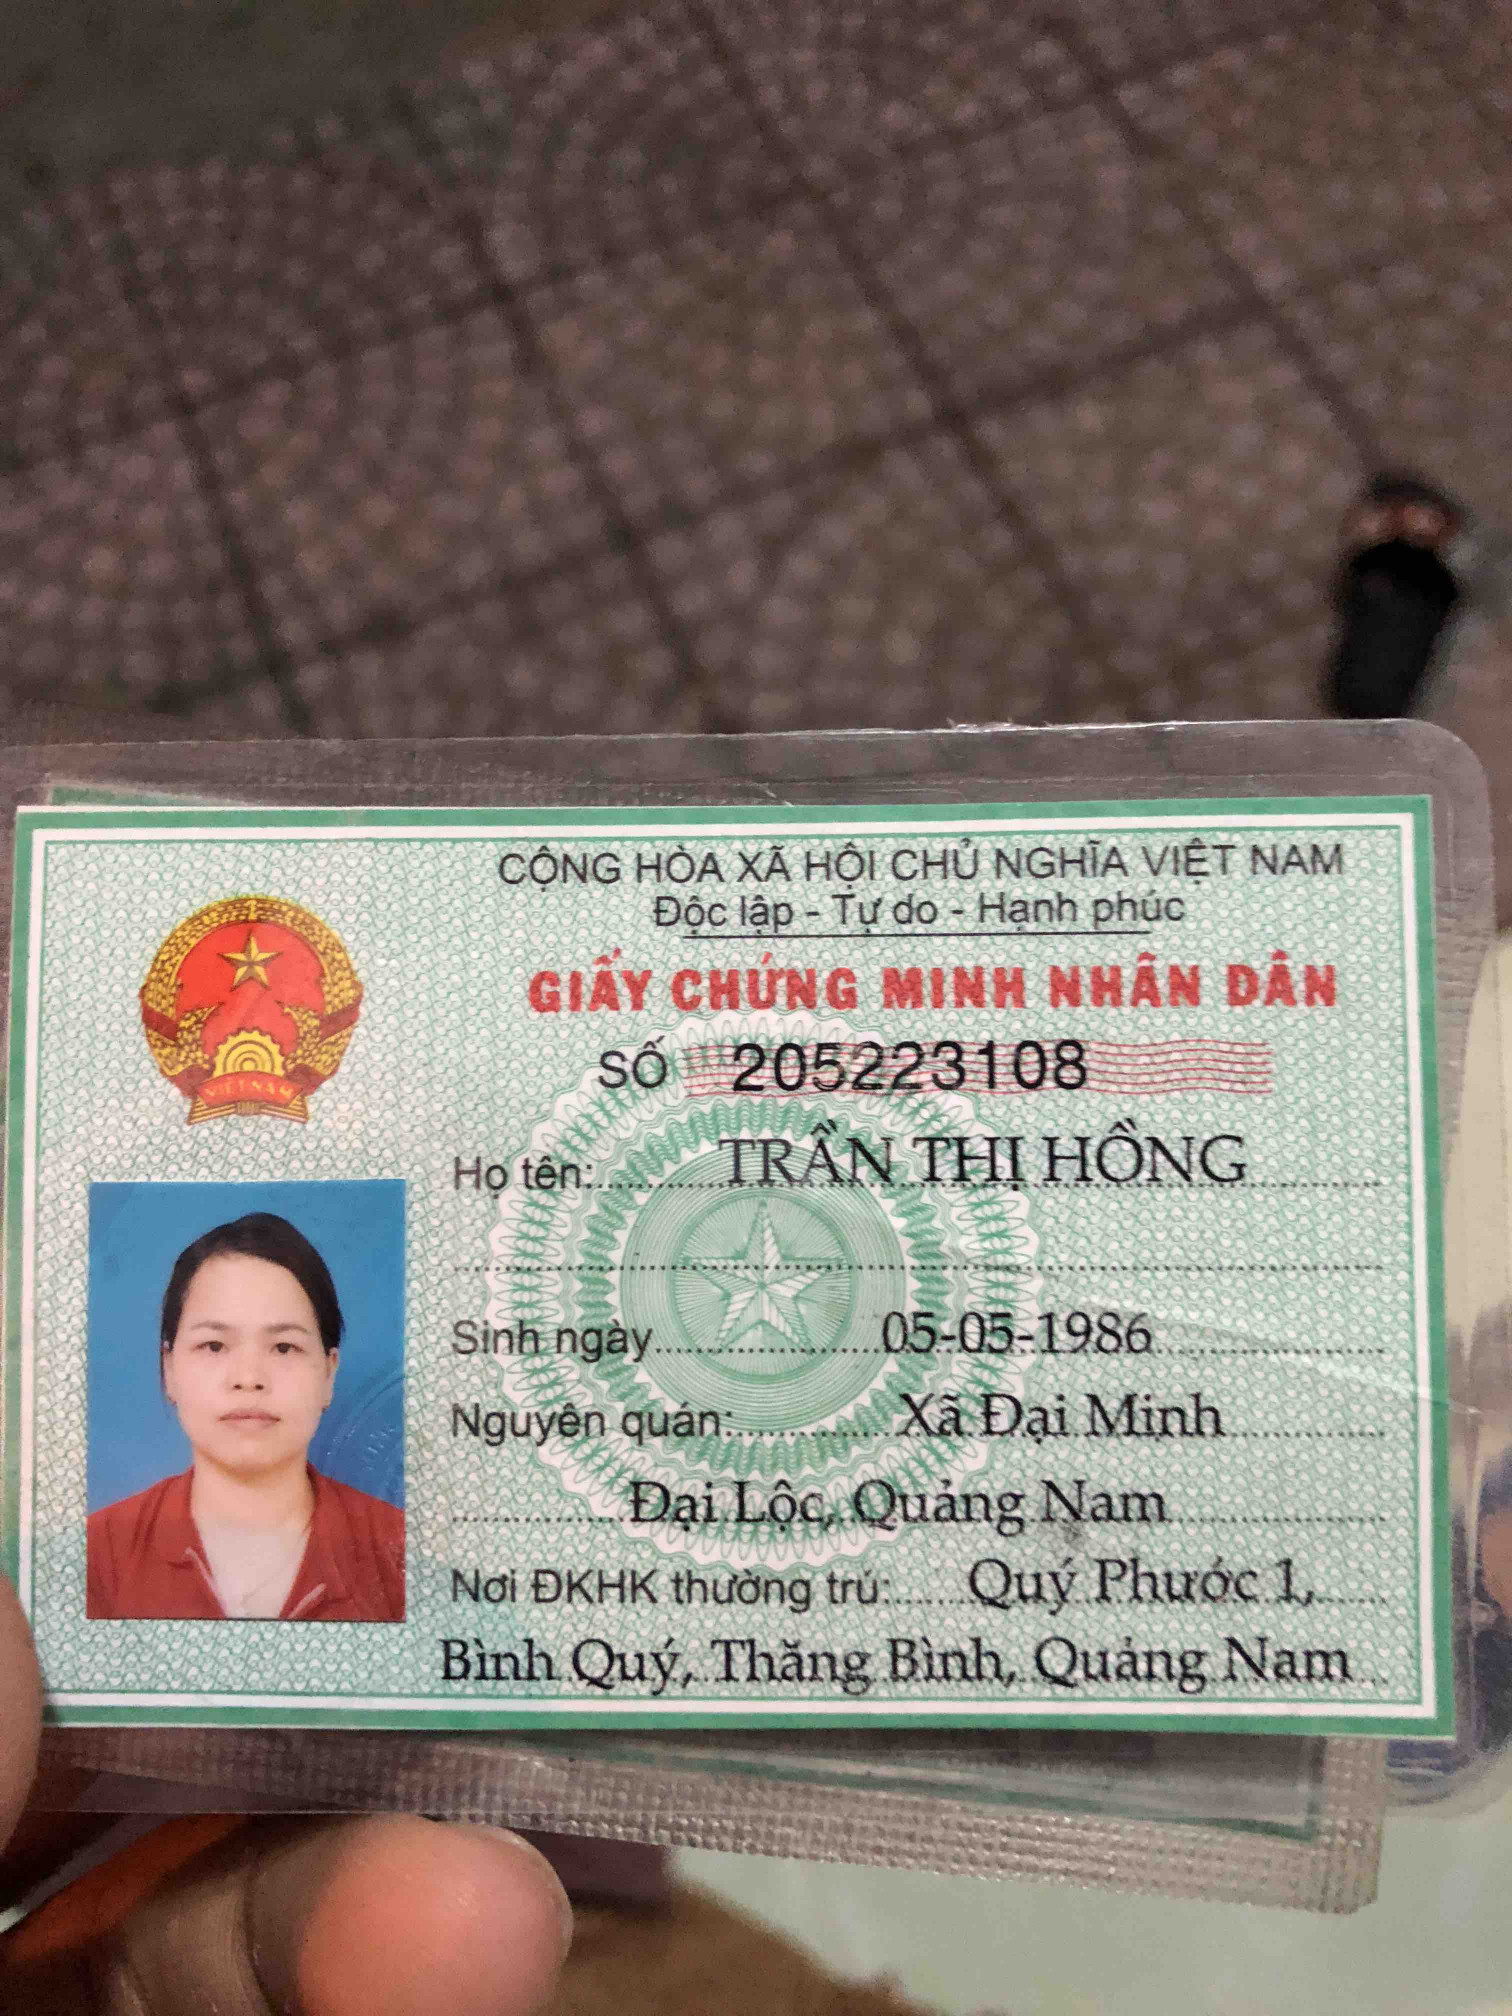 CỘNG HÒA XÃ HỘI CHỦ NGHĨA VIỆT NAM
Độc lập - Tự do - Hạnh phúc
GIẤY CHỨNG MINH NHÂN DÂN
SỐ 205223108
VIỆT NAM
Họ tên: TRẦN THỊ HỒNG
Sinh ngày 05-05-1986
Nguyên quán: Xã Đại Minh
Đại Lộc, Quảng Nam
Nơi ĐKHK thường trú: Quý Phước 1,
Bình Quý, Thăng Bình, Quảng Nam